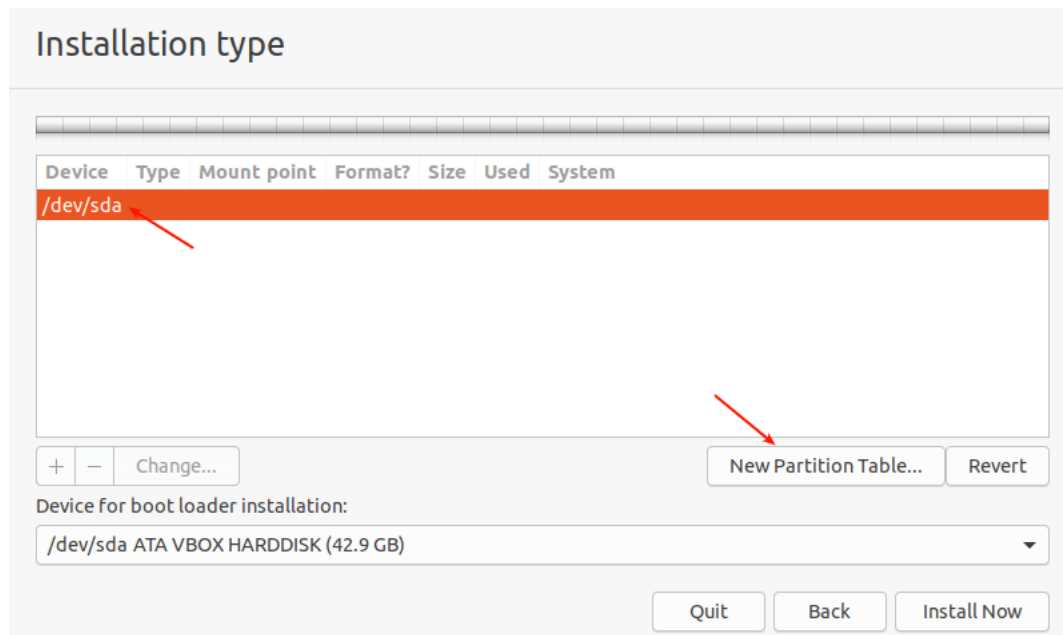 Installation type
Device Type Mount point Format? Size Used System
/dev/sda
+ − Change... New Partition Table... Revert
Device for boot loader installation:
/dev/sda ATA VBOX HARDDISK (42.9 GB)
Quit Back Install Now